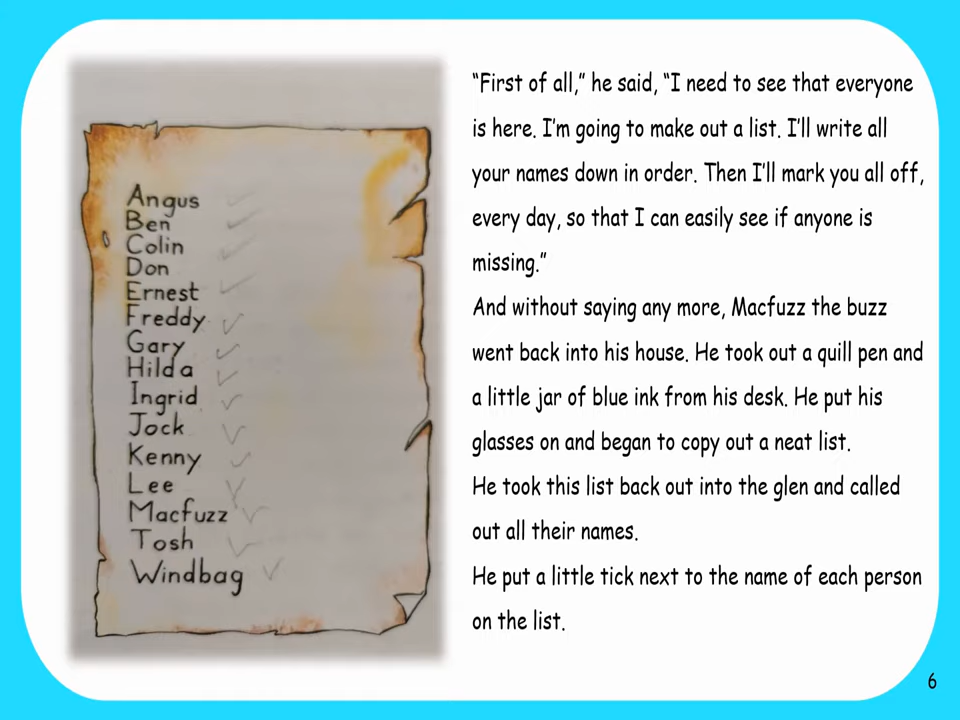 Angus
Ben
Colin
Don
Ernest
Freddy
Gary
Hilda
Ingrid
Jock
Kenny
Lee
Macfuzz
Tosh
Windbag
“First of all,” he said, “I need to see that everyone
is here. I’m going to make out a list. I’ll write all
your names down in order. Then I’ll mark you all off,
every day, so that I can easily see if anyone is
missing.”
And without saying any more, Macfuzz the buzz
went back into his house. He took out a quill pen and
a little jar of blue ink from his desk. He put his
glasses on and began to copy out a neat list.
He took this list back out into the glen and called
out all their names.
He put a little tick next to the name of each person
on the list.
6